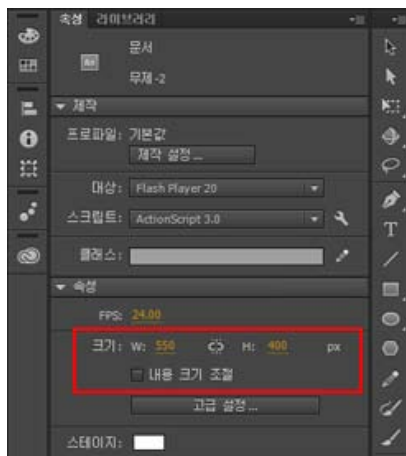 속성 라이브러리
An
문서
무제-2
제작
프로파일: 기본값
제작 설정...
대상: Flash Player 20
스크립트: ActionScript 3.0
클래스:
속성
FPS: 24.00
크기: W: 550 H: 400 px
내용 크기 조절
고급 설정...
스테이지: